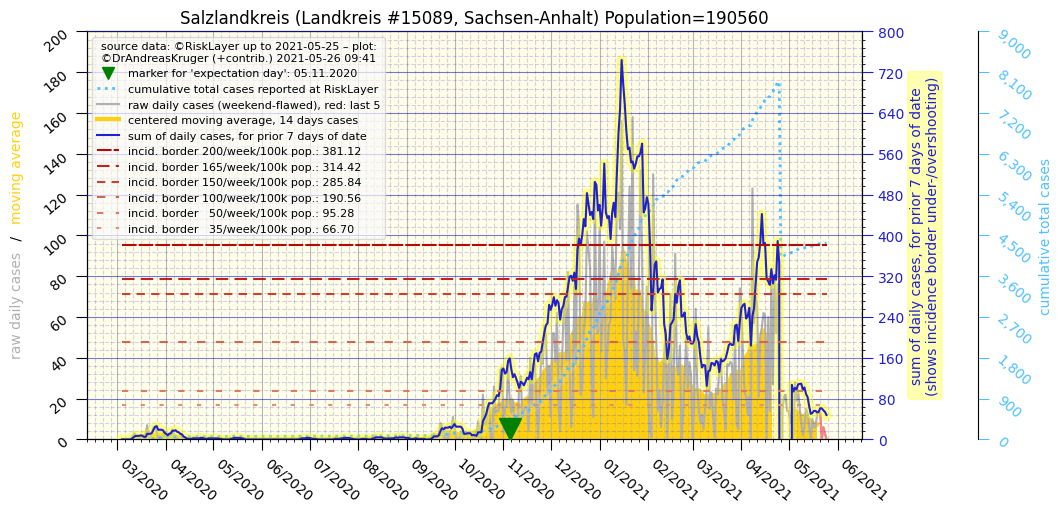 Salzlandkreis (Landkreis #15089, Sachsen-Anhalt) Population=190560
source data: ©RiskLayer up to 2021-05-25 – plot:
©DrAndreasKruger (+contrib.) 2021-05-26 09:41
marker for 'expectation day': 05.11.2020
cumulative total cases reported at RiskLayer
raw daily cases (weekend-flawed), red: last 5
centered moving average, 14 days cases
sum of daily cases, for prior 7 days of date
incid. border 200/week/100k pop.: 381.12
incid. border 165/week/100k pop.: 314.42
incid. border 150/week/100k pop.: 285.84
incid. border 100/week/100k pop.: 190.56
incid. border   50/week/100k pop.: 95.28
incid. border   35/week/100k pop.: 66.70
raw daily cases / moving average
200
180
160
140
120
100
80
60
40
20
0
03/2020
04/2020
05/2020
06/2020
07/2020
08/2020
09/2020
10/2020
11/2020
12/2020
01/2021
02/2021
03/2021
04/2021
05/2021
06/2021
800
720
640
560
480
400
320
240
160
80
0
sum of daily cases, for prior 7 days of date
(shows incidence border under-/overshooting)
9,000
8,100
7,200
6,300
5,400
4,500
3,600
2,700
1,800
900
0
cumulative total cases